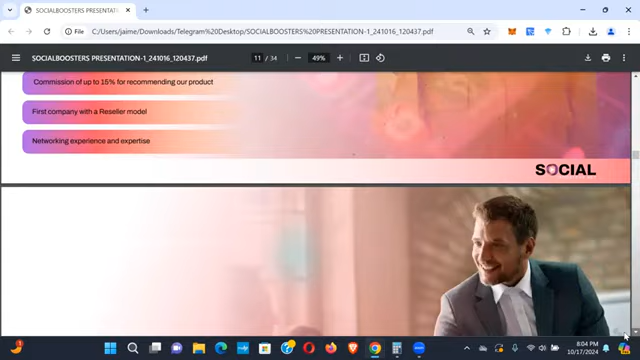 SOCIALBOOSTERS PRESENTATION-1
File
C:/Users/jaime/Downloads/Telegram%20Desktop/SOCIALBOOSTERS%20PRESENTATION-1_241016_120437.pdf
SOCIALBOOSTERS PRESENTATION-1_241016_120437.pdf
11 / 34
49%
Commission of up to 15% for recommending our product
First company with a Reseller model
Networking experience and expertise
SOCIAL
8:04 PM
10/17/2024